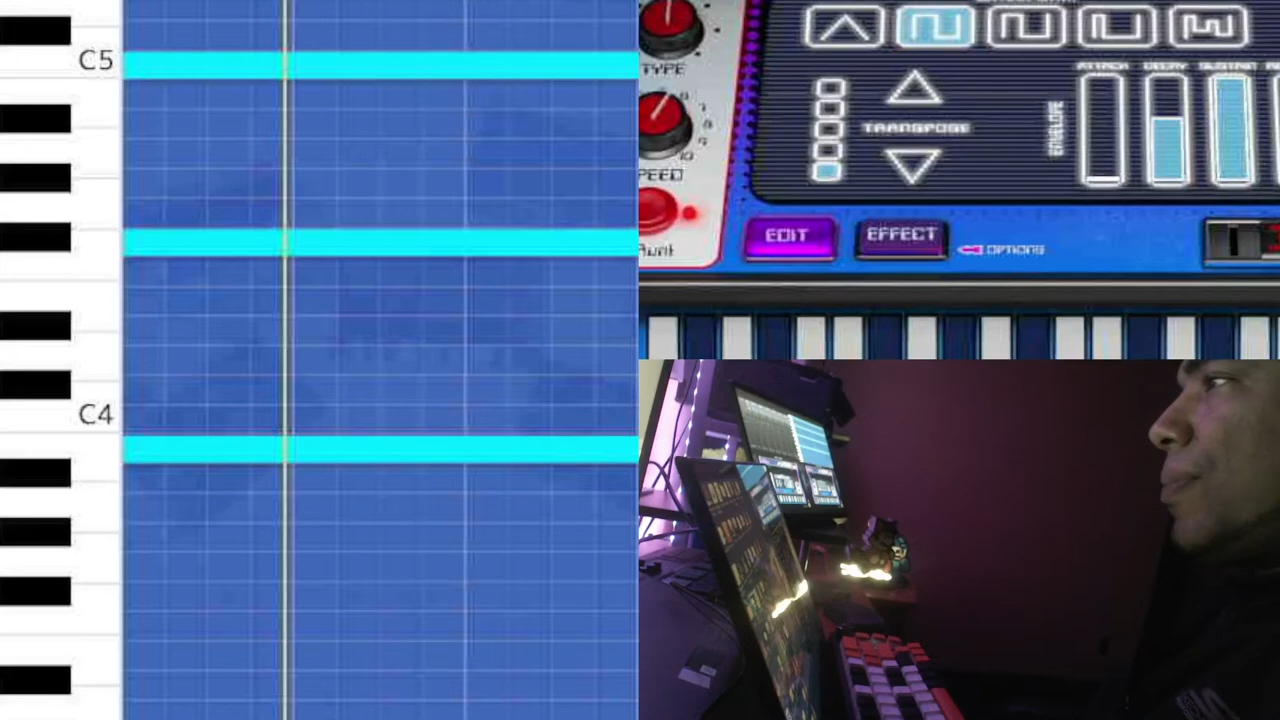 C5
C4
TYPE
PEED
TRANSPOSE
ENVELOPE
ATTACK DECAY SUSTAIN
EDIT
EFFECT
OPTIONS